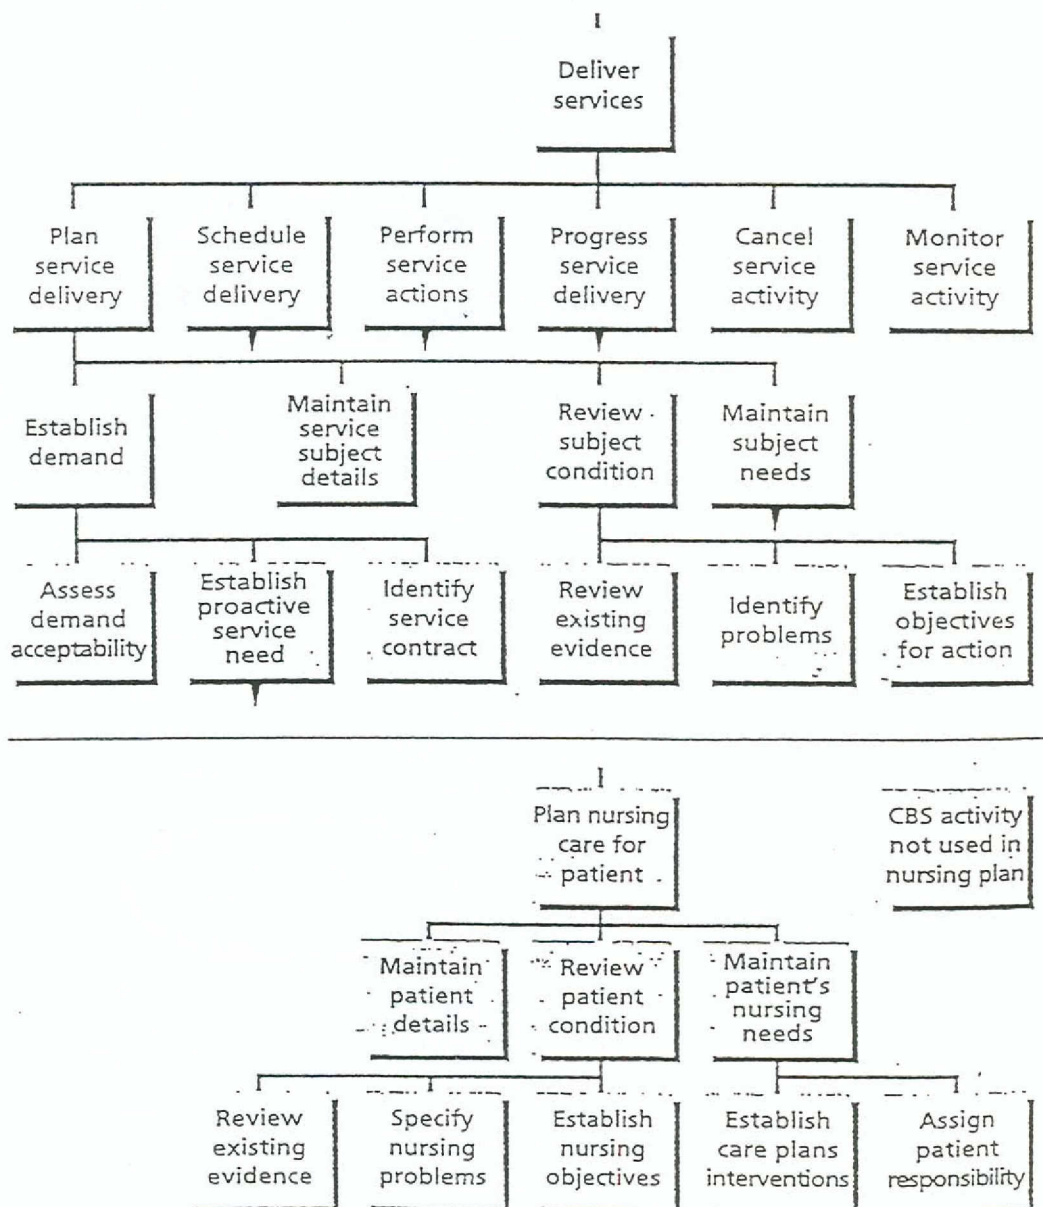 Deliver
services
Plan
service
delivery
Schedule
service
delivery
Perform
service
actions
Progress
service
delivery
Cancel
service
activity
Monitor
service
activity
Establish
demand
Maintain
service
subject
details
Review
subject
condition
Maintain
subject
needs
Assess
demand
acceptability
Establish
proactive
service
need
Identify
service
contract
Review
existing
evidence
Identify
problems
Establish
objectives
for action
Plan nursing
care for
patient
CBS activity
not used in
nursing plan
Maintain
patient
details
Review
patient
condition
Maintain
patient's
nursing
needs
Review
existing
evidence
Specify
nursing
problems
Establish
nursing
objectives
Establish
care plans
interventions
Assign
patient
responsibility